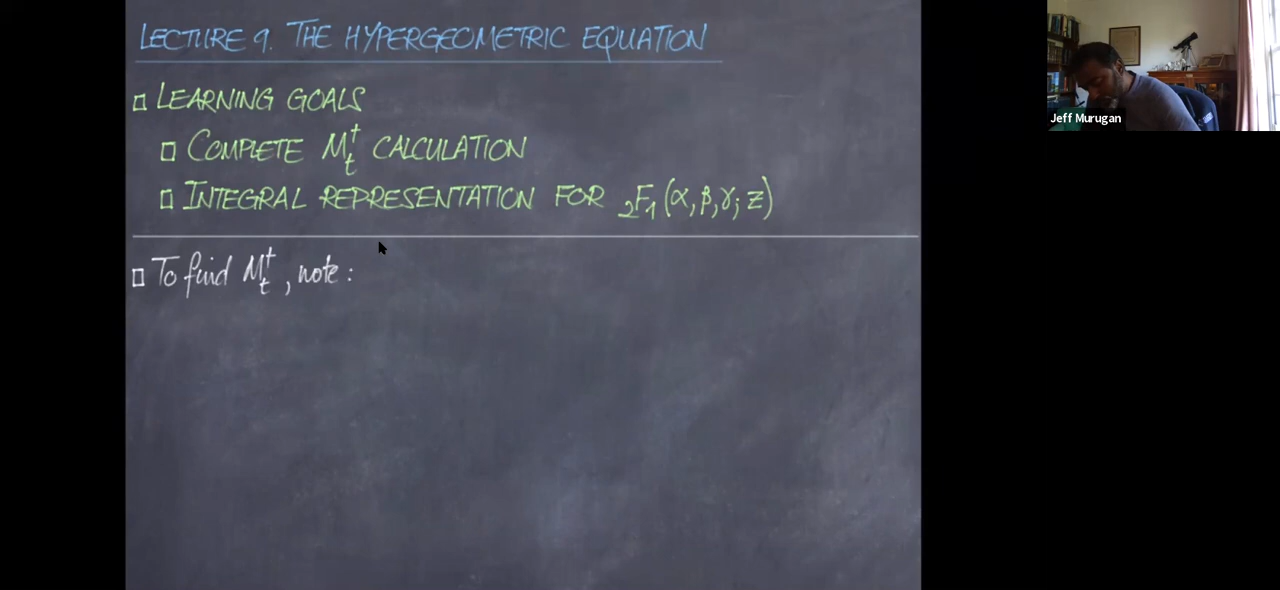 LECTURE 9. THE HYPERGEOMETRIC EQUATION
LEARNING GOALS
COMPLETE M_t^† CALCULATION
INTEGRAL REPRESENTATION FOR ₂F₁(α,β,γ; z)
To find M_t^†, note:
Jeff Murugan